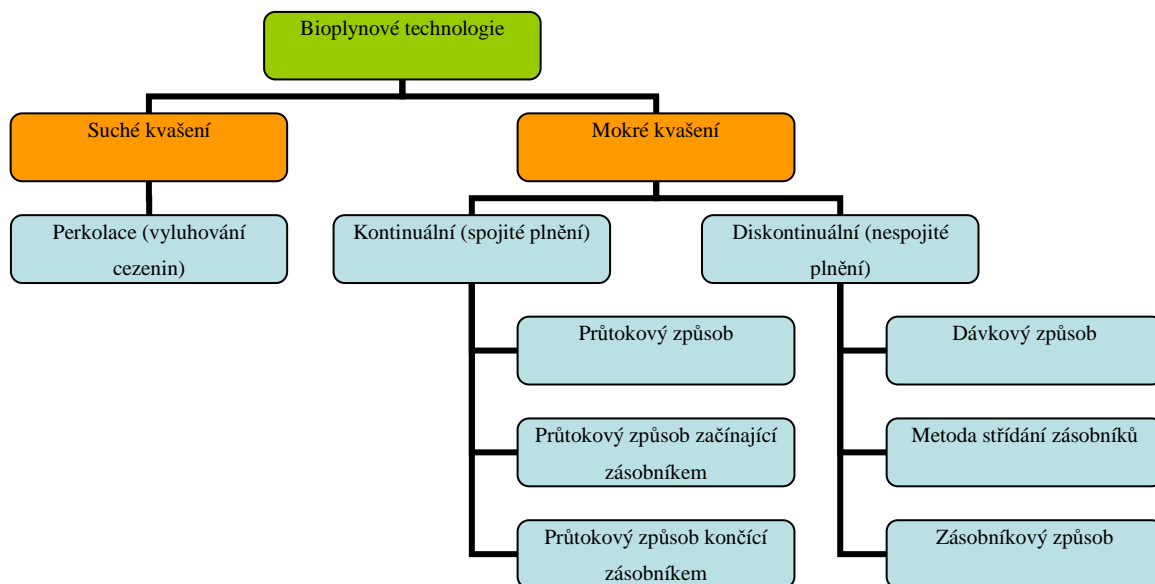 Bioplynové technologie
Suché kvašení
Mokré kvašení
Perkolace (vyluhování
cezenin)
Kontinuální (spojité plnění)
Diskontinuální (nespojité
plnění)
Průtokový způsob
Dávkový způsob
Průtokový způsob začínající
zásobníkem
Metoda střídání zásobníků
Průtokový způsob končící
zásobníkem
Zásobníkový způsob